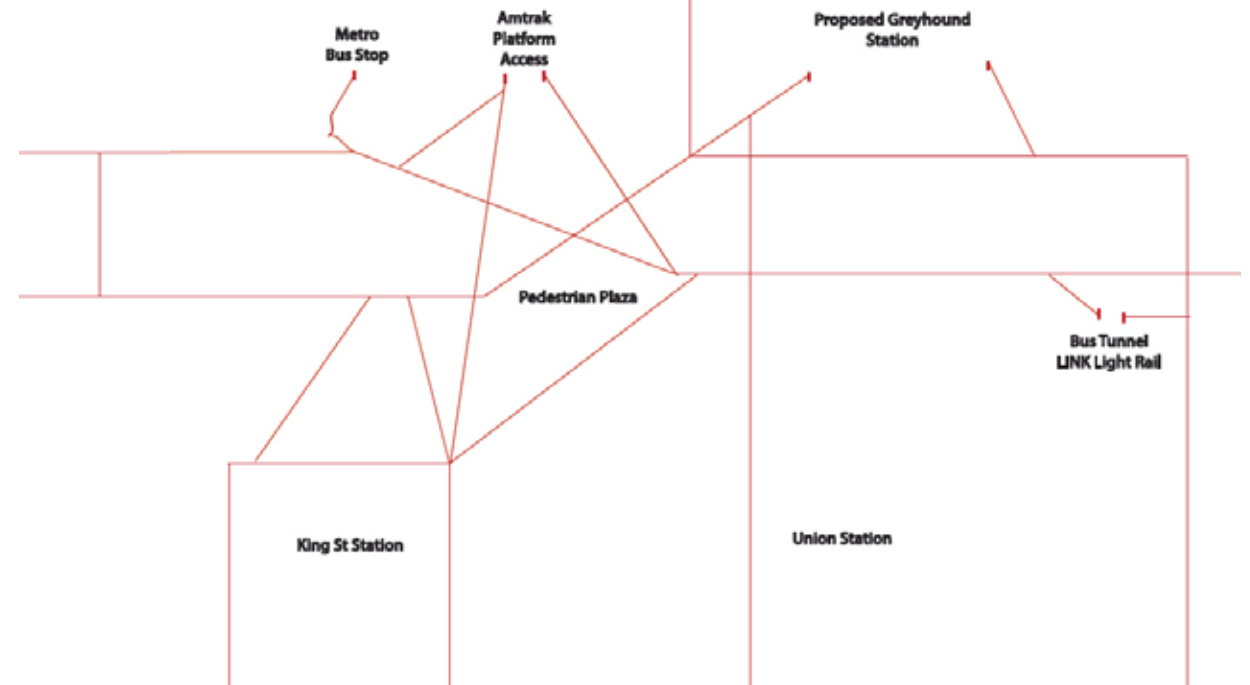 Metro
Bus Stop
Amtrak
Platform
Access
Proposed Greyhound
Station
Pedestrian Plaza
Bus Tunnel
LINK Light Rail
King St Station
Union Station